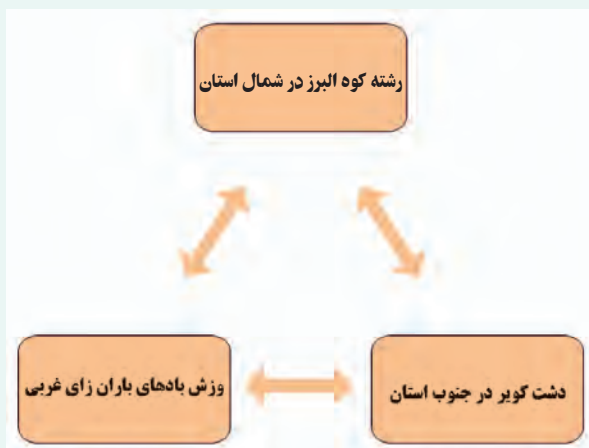 رشته کوه البرز در شمال استان
دشت کویر در جنوب استان
وزش بادهای باران زای غربی